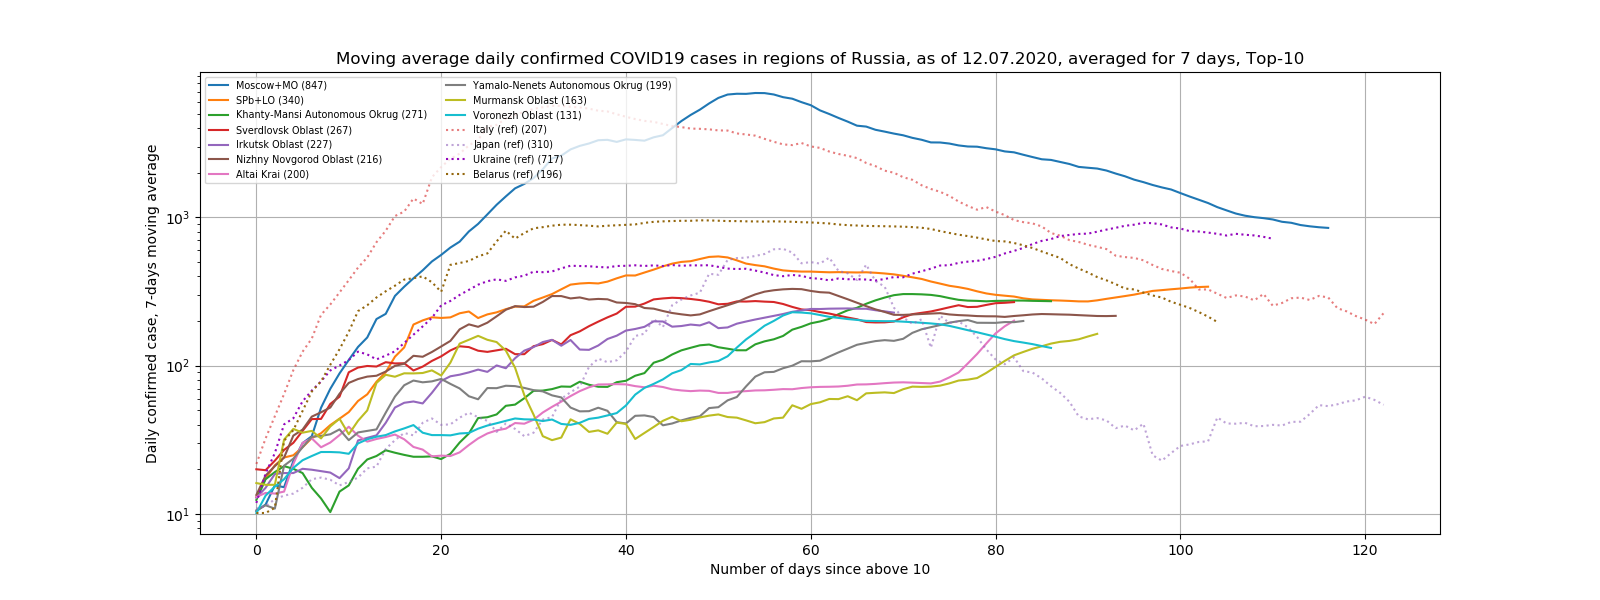 Moving average daily confirmed COVID19 cases in regions of Russia, as of 12.07.2020, averaged for 7 days, Top-10
Moscow+MO (847)
SPb+LO (340)
Khanty-Mansi Autonomous Okrug (271)
Sverdlovsk Oblast (267)
Irkutsk Oblast (227)
Nizhny Novgorod Oblast (216)
Altai Krai (200)
Yamalo-Nenets Autonomous Okrug (199)
Murmansk Oblast (163)
Voronezh Oblast (131)
Italy (ref) (207)
Japan (ref) (310)
Ukraine (ref) (717)
Belarus (ref) (196)
Daily confirmed case, 7-days moving average
10³
10²
10¹
0 20 40 60 80 100 120
Number of days since above 10